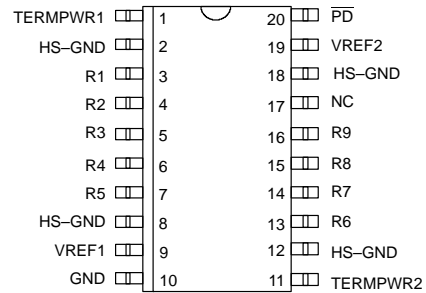 TERMPWR1 1 20 P̅D̅
HS–GND 2 19 VREF2
R1 3 18 HS–GND
R2 4 17 NC
R3 5 16 R9
R4 6 15 R8
R5 7 14 R7
HS–GND 8 13 R6
VREF1 9 12 HS–GND
GND 10 11 TERMPWR2